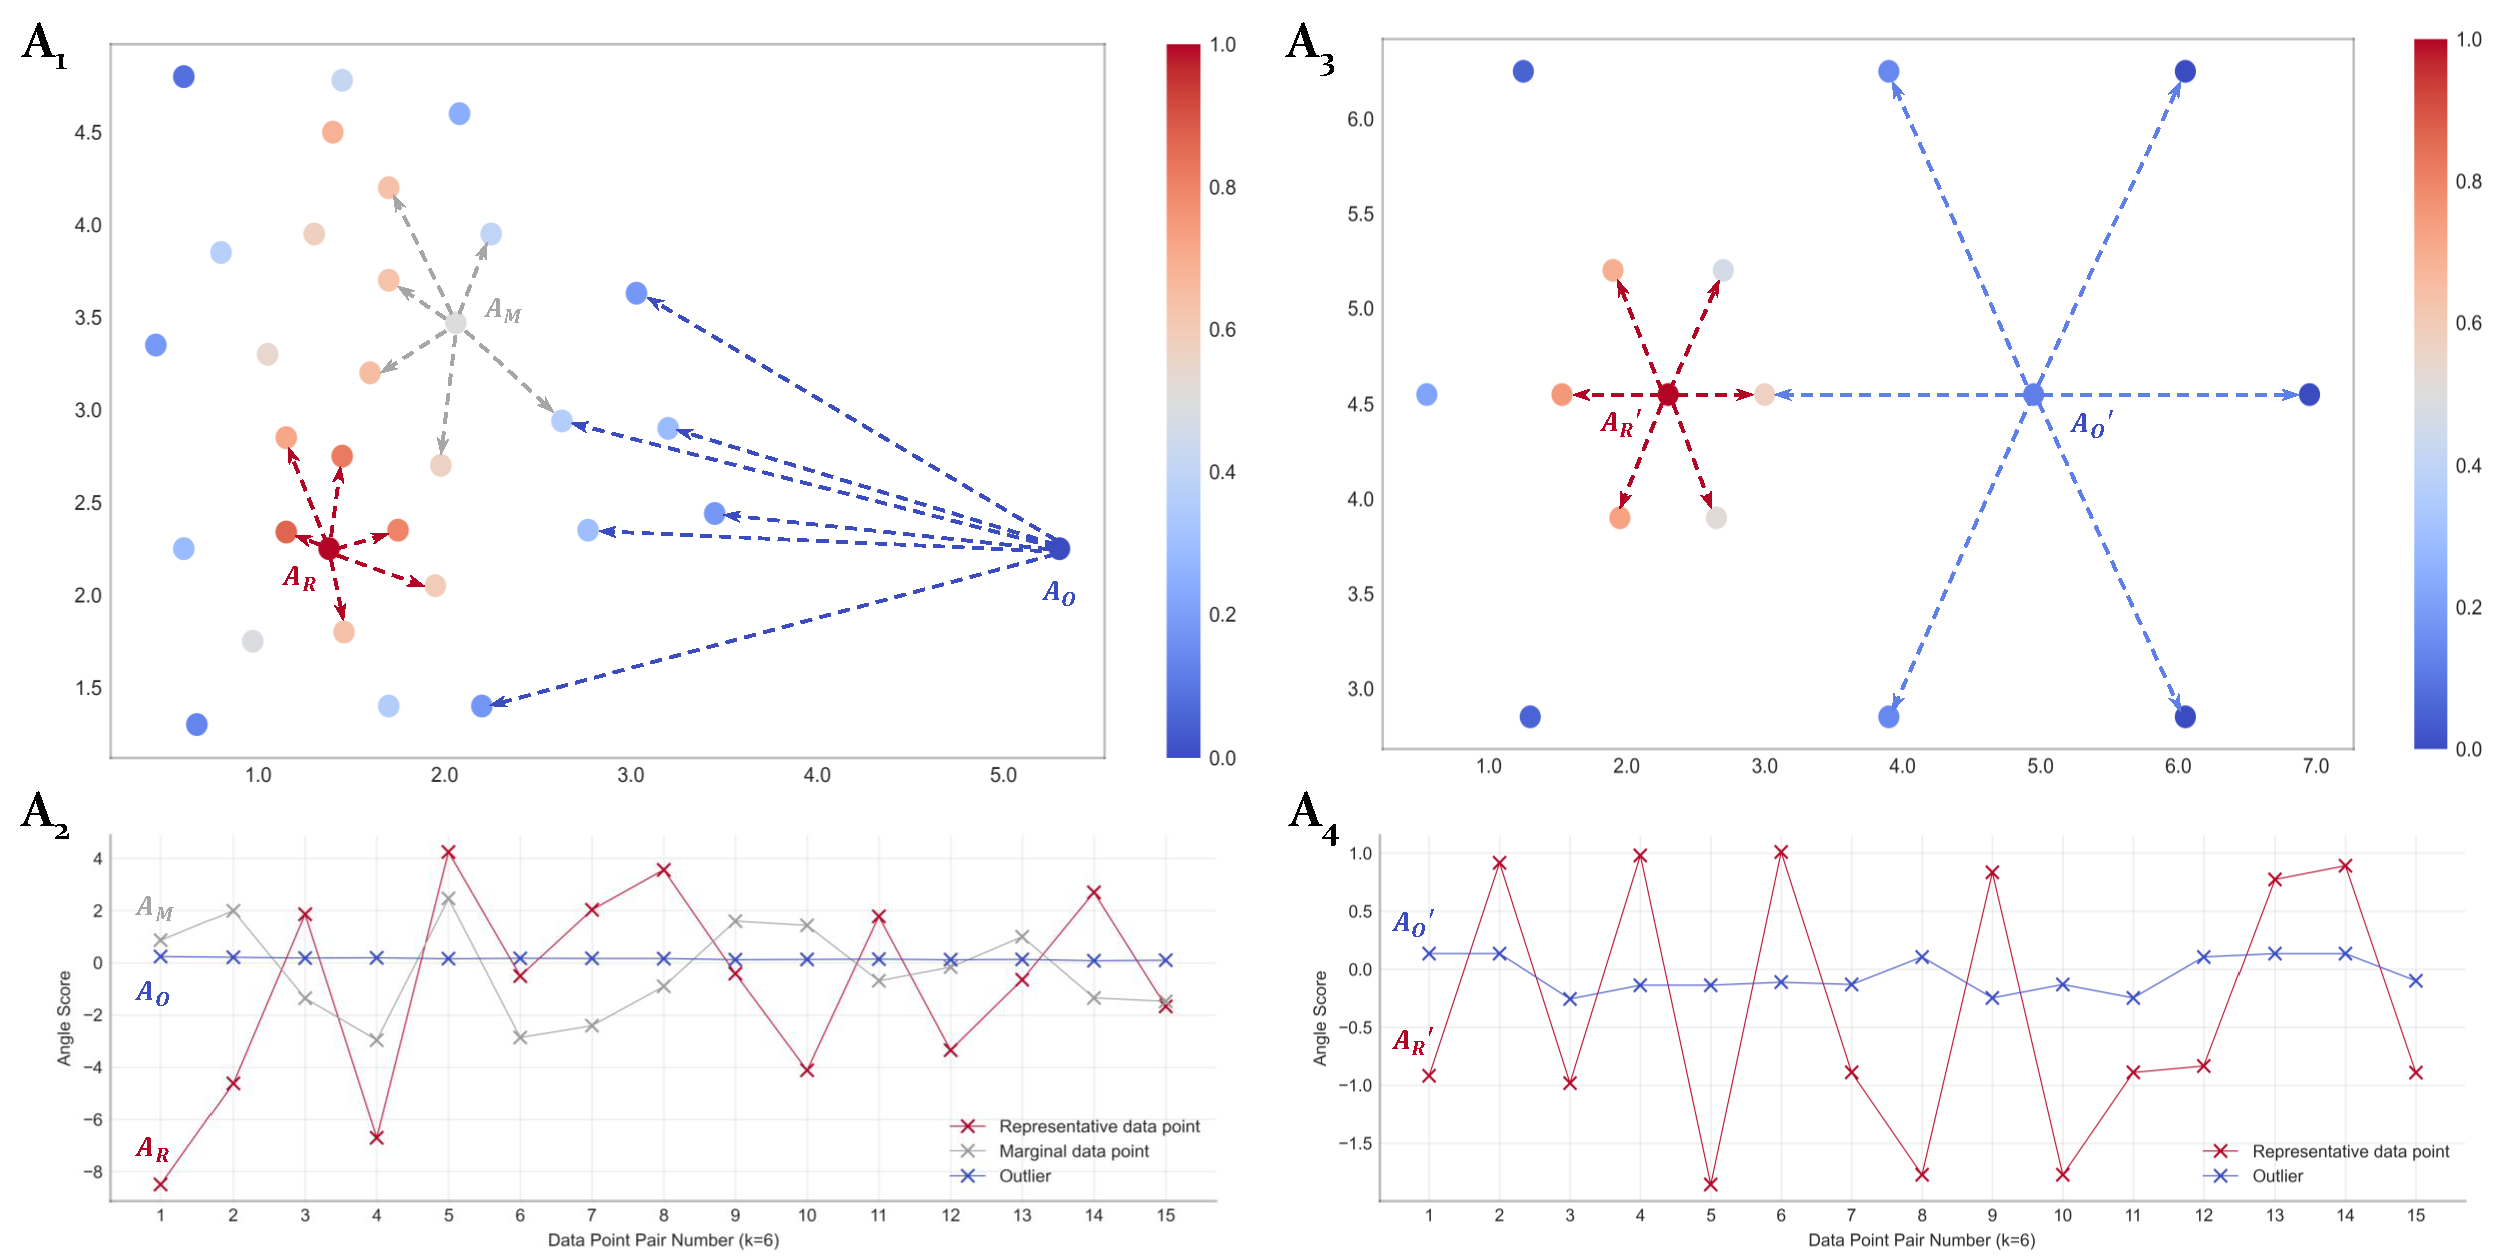 A1
4.5
4.0
3.5
3.0
2.5
2.0
1.5
1.0 2.0 3.0 4.0 5.0
AM
AR
AO
1.0
0.8
0.6
0.4
0.2
0.0
A3
6.0
5.5
5.0
4.5
4.0
3.5
3.0
1.0 2.0 3.0 4.0 5.0 6.0 7.0
AR'
AO'
1.0
0.8
0.6
0.4
0.2
0.0
A2
Angle Score
4
2
0
−2
−4
−6
−8
AM
AO
AR
Representative data point
Marginal data point
Outlier
1 2 3 4 5 6 7 8 9 10 11 12 13 14 15
Data Point Pair Number (k=6)
A4
Angle Score
1.0
0.5
0.0
−0.5
−1.0
−1.5
AO'
AR'
Representative data point
Outlier
1 2 3 4 5 6 7 8 9 10 11 12 13 14 15
Data Point Pair Number (k=6)